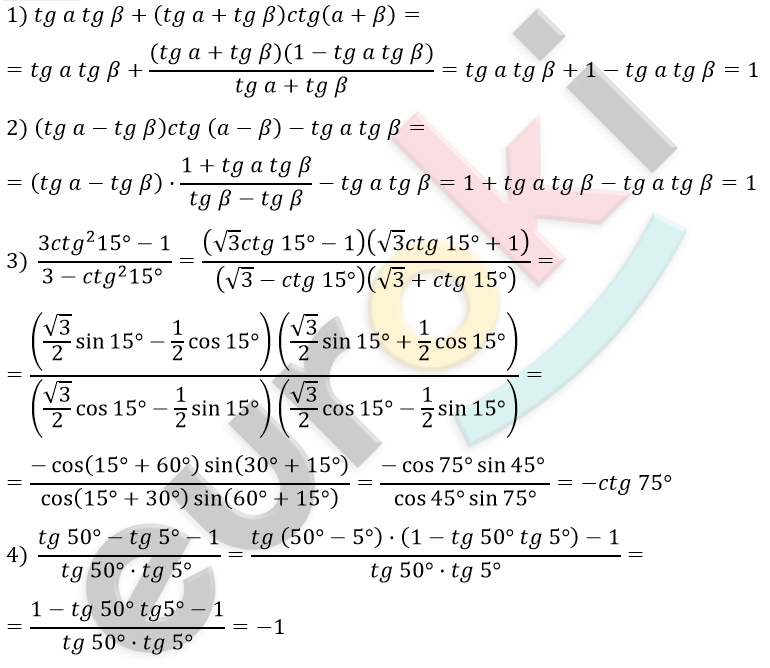 1) tg a tg β + (tg a + tg β)ctg(a + β) =
= tg a tg β + (tg a + tg β)(1 − tg a tg β) / (tg a + tg β) = tg a tg β + 1 − tg a tg β = 1
2) (tg a − tg β)ctg (a − β) − tg a tg β =
= (tg a − tg β) · (1 + tg a tg β) / (tg β − tg β) − tg a tg β = 1 + tg a tg β − tg a tg β = 1
3) (3ctg²15° − 1) / (3 − ctg²15°) = (√3ctg 15° − 1)(√3ctg 15° + 1) / (√3 − ctg 15°)(√3 + ctg 15°) =
= (√3/2 sin 15° − 1/2 cos 15°)(√3/2 sin 15° + 1/2 cos 15°) / (√3/2 cos 15° − 1/2 sin 15°)(√3/2 cos 15° − 1/2 sin 15°) =
= − cos(15° + 60°) sin(30° + 15°) / cos(15° + 30°) sin(60° + 15°) = − cos 75° sin 45° / cos 45° sin 75° = −ctg 75°
4) (tg 50° − tg 5° − 1) / (tg 50° · tg 5°) = (tg (50° − 5°) · (1 − tg 50° tg 5°) − 1) / (tg 50° · tg 5°) =
= (1 − tg 50° tg5° − 1) / (tg 50° · tg 5°) = −1
euroki